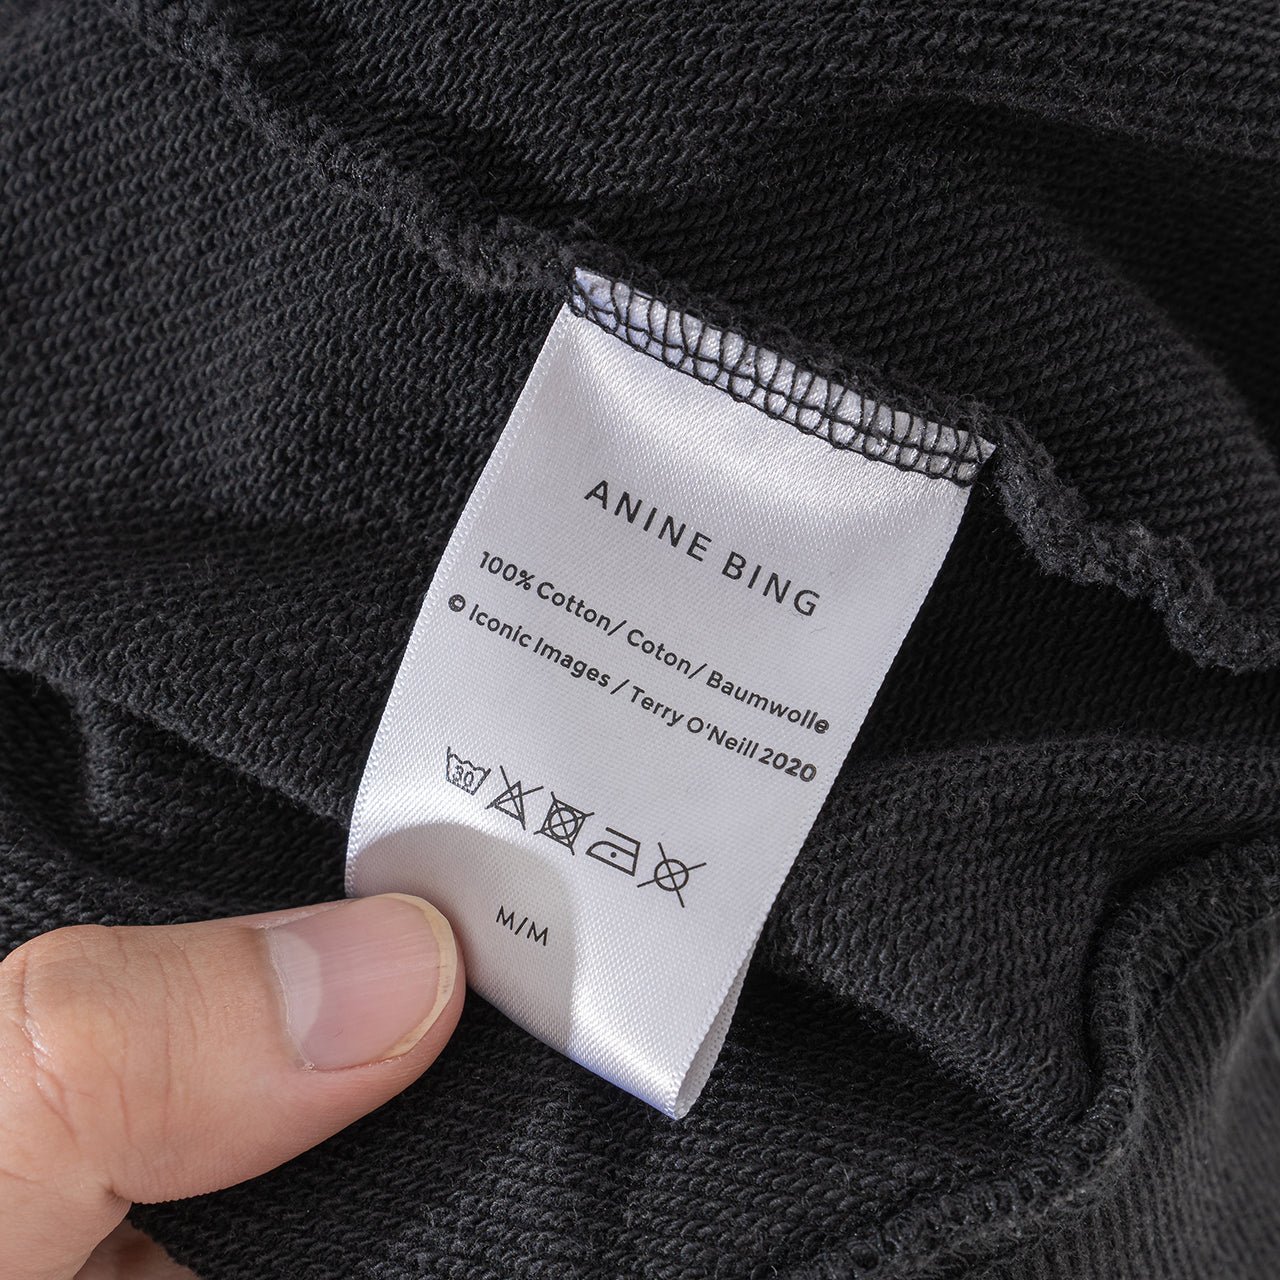 ANINE BING
100% Cotton/ Coton/ Baumwolle
© Iconic Images / Terry O'Neill 2020
30
M/M